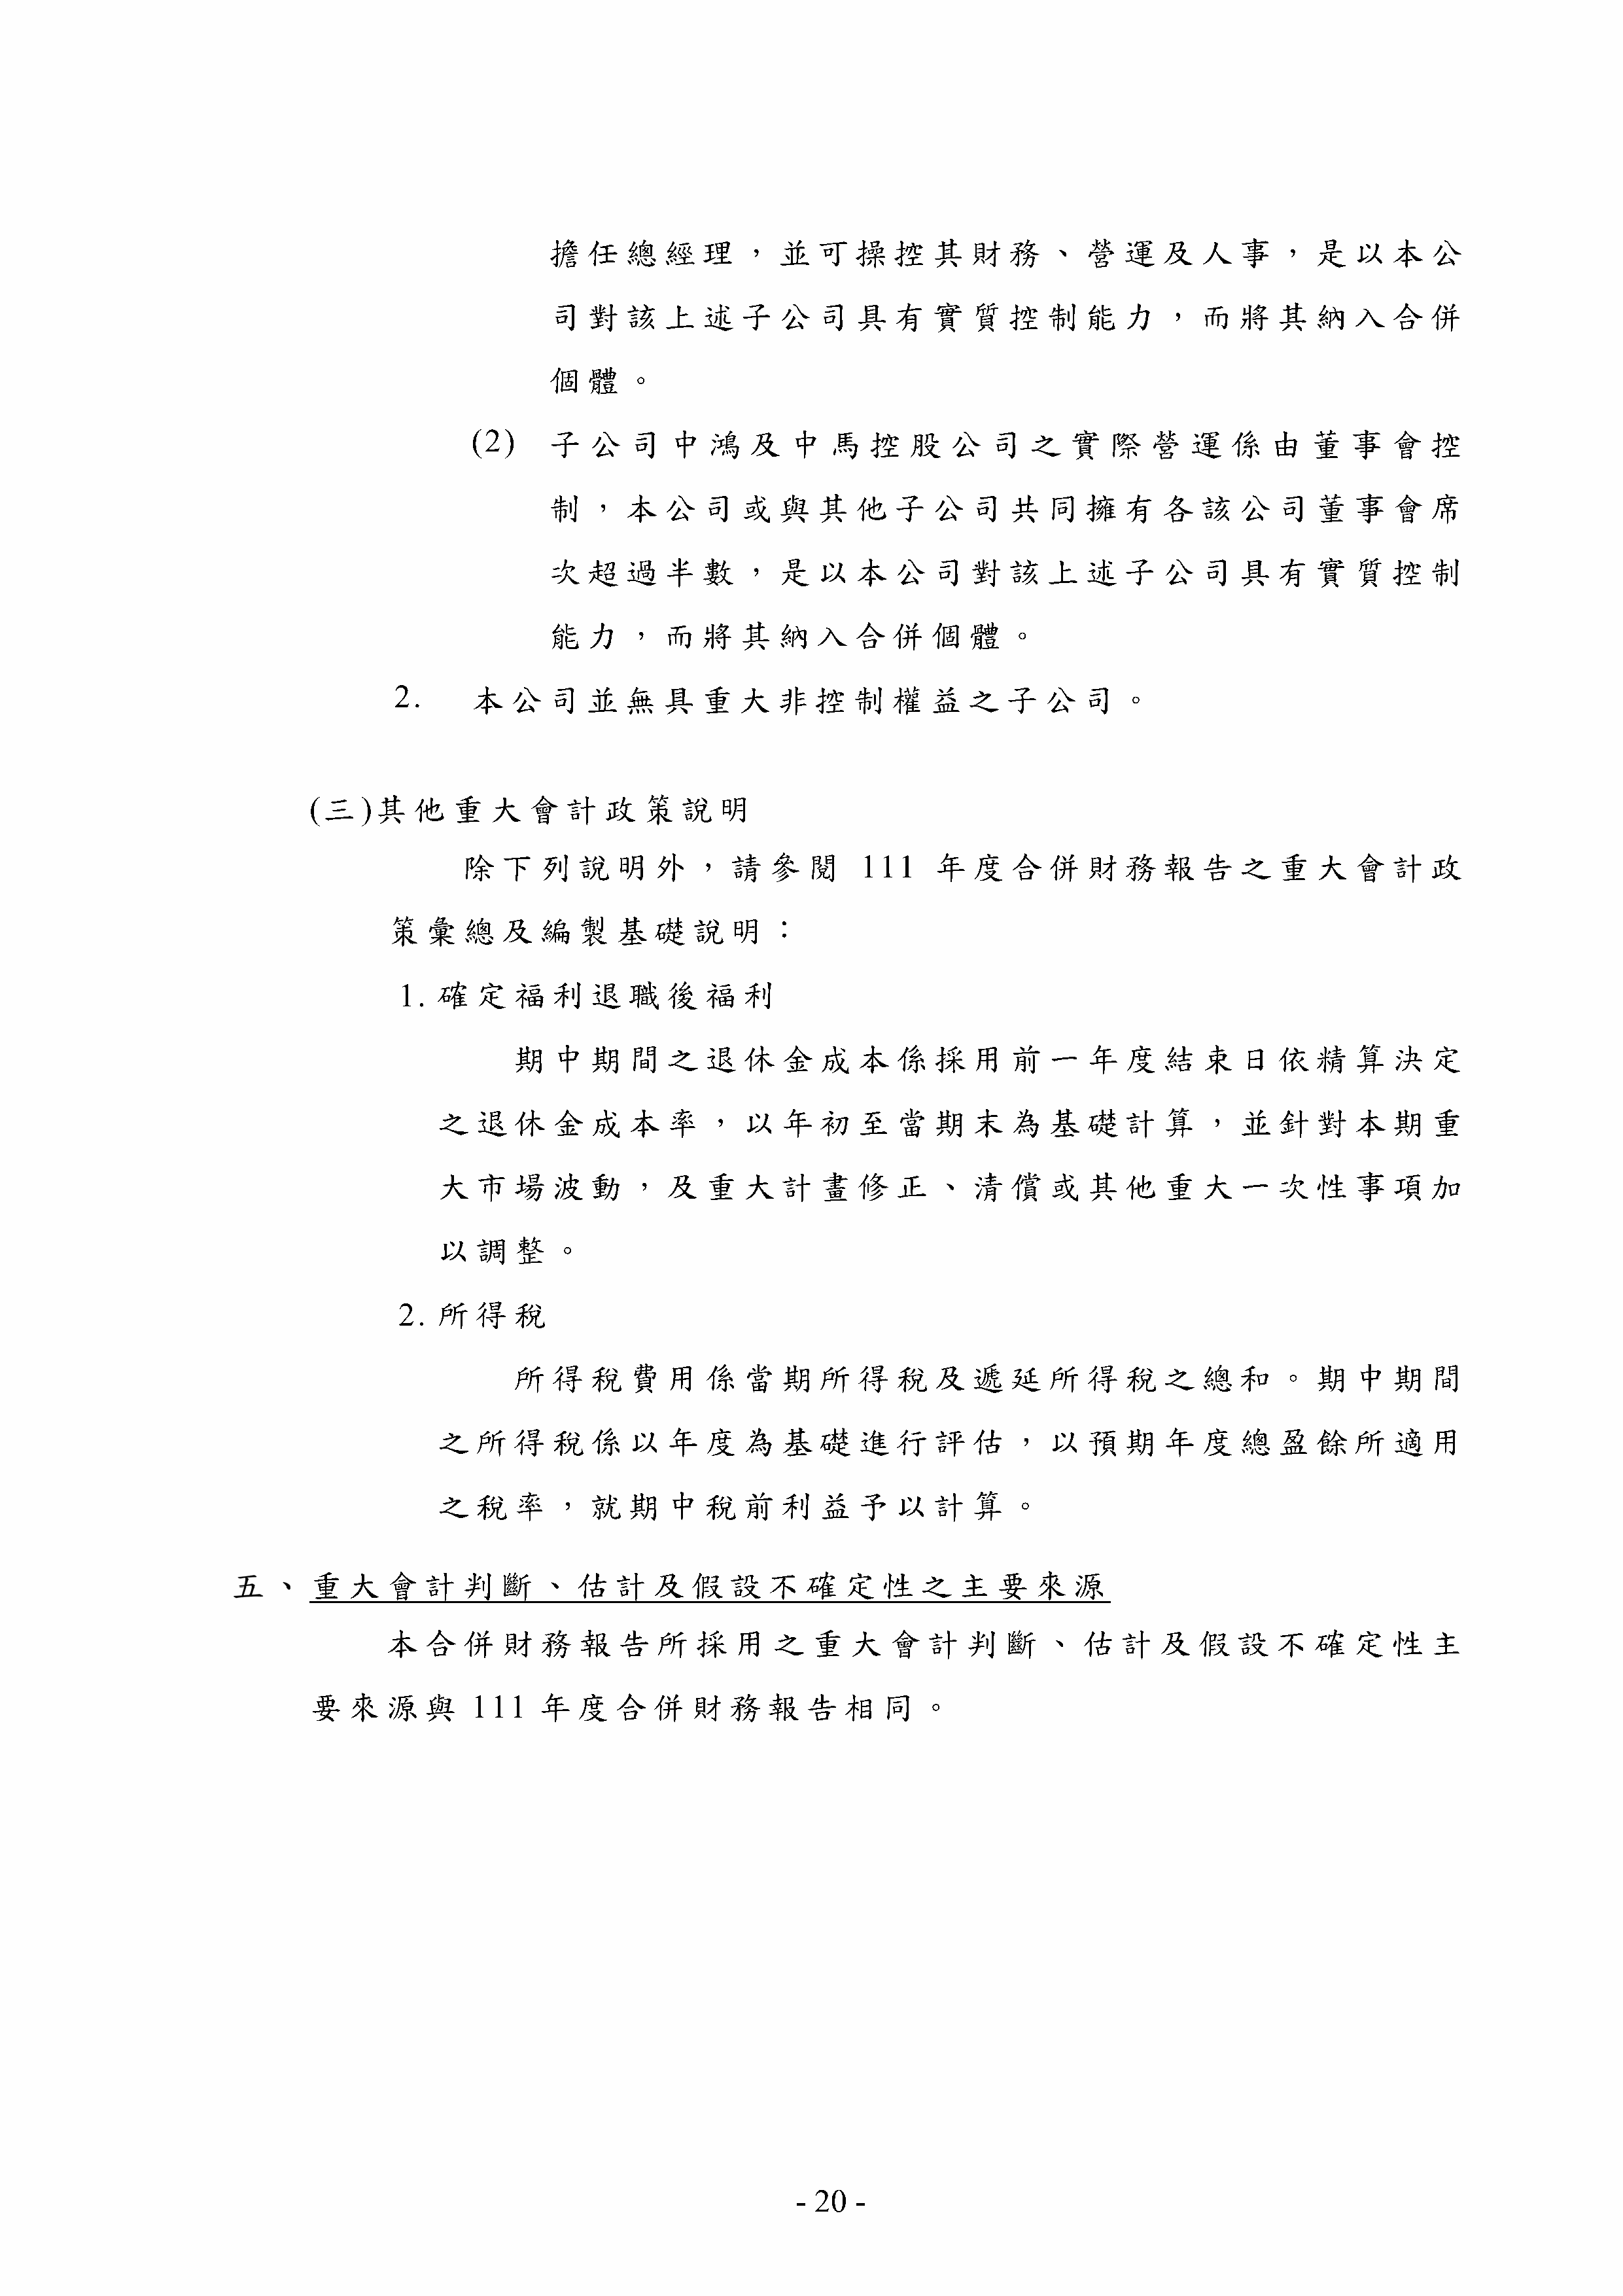 擔任總經理，並可操控其財務、營運及人事，是以本公
司對該上述子公司具有實質控制能力，而將其納入合併
個體。
(2) 子公司中鴻及中馬控股公司之實際營運係由董事會控
制，本公司或與其他子公司共同擁有各該公司董事會席
次超過半數，是以本公司對該上述子公司具有實質控制
能力，而將其納入合併個體。
2. 本公司並無具重大非控制權益之子公司。
(三)其他重大會計政策說明
除下列說明外，請參閱 111 年度合併財務報告之重大會計政
策彙總及編製基礎說明：
1. 確定福利退職後福利
期中期間之退休金成本係採用前一年度結束日依精算決定
之退休金成本率，以年初至當期末為基礎計算，並針對本期重
大市場波動，及重大計畫修正、清償或其他重大一次性事項加
以調整。
2. 所得稅
所得稅費用係當期所得稅及遞延所得稅之總和。期中期間
之所得稅係以年度為基礎進行評估，以預期年度總盈餘所適用
之稅率，就期中稅前利益予以計算。
五、重大會計判斷、估計及假設不確定性之主要來源
本合併財務報告所採用之重大會計判斷、估計及假設不確定性主
要來源與 111 年度合併財務報告相同。
- 20 -